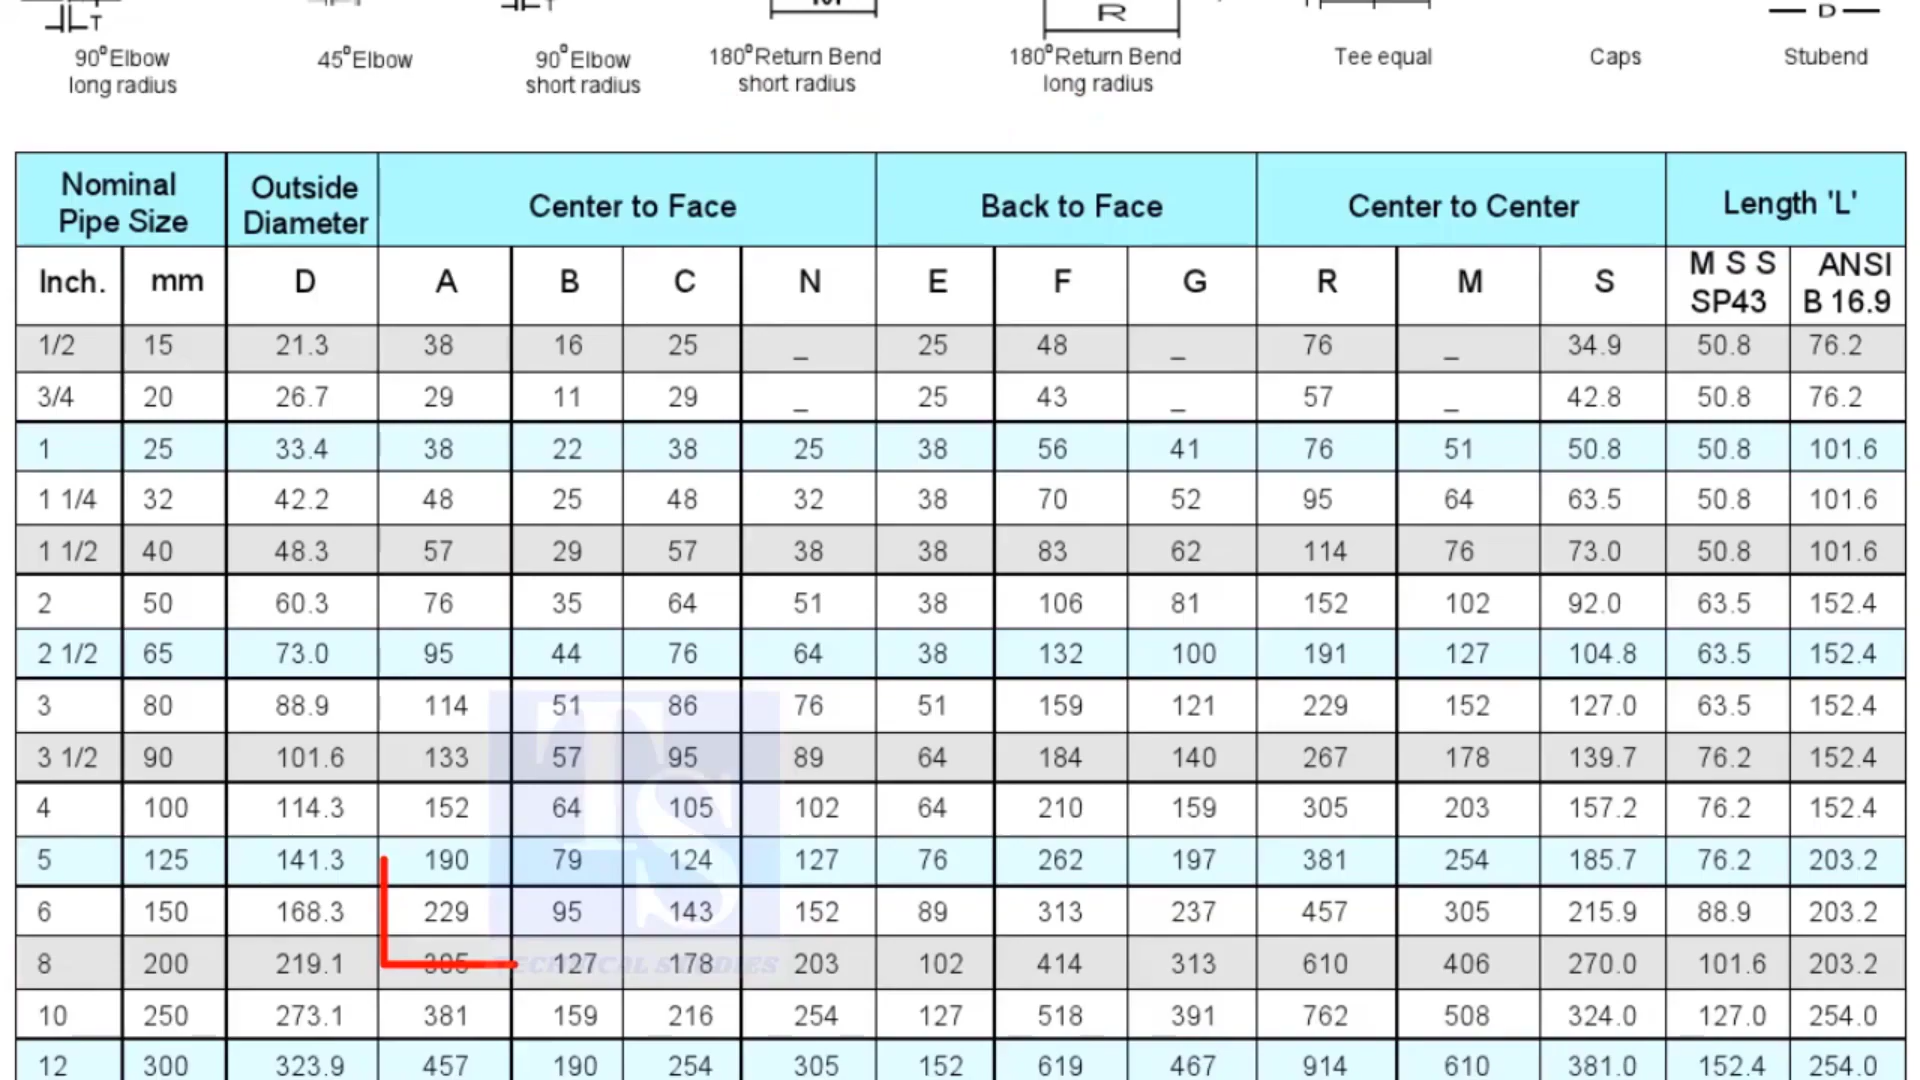 T T M R D
90°Elbow 45°Elbow 90°Elbow 180°Return Bend 180°Return Bend Tee equal Caps Stubend
long radius short radius short radius long radius
Nominal Pipe Size Outside Diameter Center to Face Back to Face Center to Center Length 'L'
Inch. mm D A B C N E F G R M S M S S SP43 ANSI B 16.9
1/2 15 21.3 38 16 25 _ 25 48 _ 76 _ 34.9 50.8 76.2
3/4 20 26.7 29 11 29 _ 25 43 _ 57 _ 42.8 50.8 76.2
1 25 33.4 38 22 38 25 38 56 41 76 51 50.8 50.8 101.6
1 1/4 32 42.2 48 25 48 32 38 70 52 95 64 63.5 50.8 101.6
1 1/2 40 48.3 57 29 57 38 38 83 62 114 76 73.0 50.8 101.6
2 50 60.3 76 35 64 51 38 106 81 152 102 92.0 63.5 152.4
2 1/2 65 73.0 95 44 76 64 38 132 100 191 127 104.8 63.5 152.4
3 80 88.9 114 51 86 76 51 159 121 229 152 127.0 63.5 152.4
3 1/2 90 101.6 133 57 95 89 64 184 140 267 178 139.7 76.2 152.4
4 100 114.3 152 64 105 102 64 210 159 305 203 157.2 76.2 152.4
5 125 141.3 190 79 124 127 76 262 197 381 254 185.7 76.2 203.2
6 150 168.3 229 95 143 152 89 313 237 457 305 215.9 88.9 203.2
8 200 219.1 305 127 178 203 102 414 313 610 406 270.0 101.6 203.2
10 250 273.1 381 159 216 254 127 518 391 762 508 324.0 127.0 254.0
12 300 323.9 457 190 254 305 152 619 467 914 610 381.0 152.4 254.0
TS
TECHNICAL STUDIES